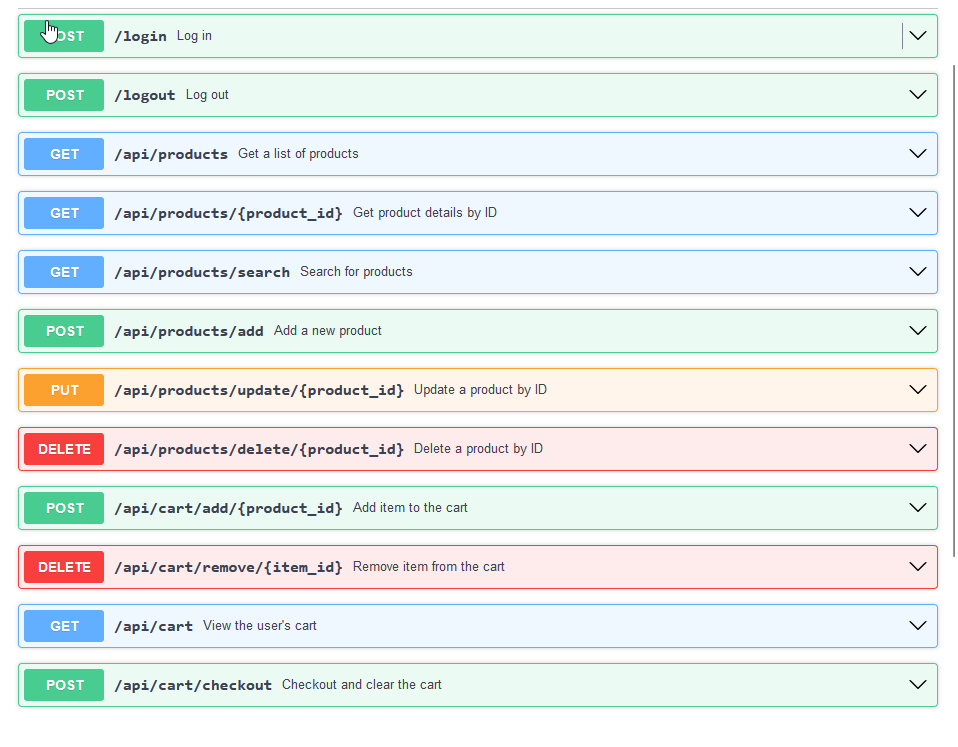 POST /login Log in
POST /logout Log out
GET /api/products Get a list of products
GET /api/products/{product_id} Get product details by ID
GET /api/products/search Search for products
POST /api/products/add Add a new product
PUT /api/products/update/{product_id} Update a product by ID
DELETE /api/products/delete/{product_id} Delete a product by ID
POST /api/cart/add/{product_id} Add item to the cart
DELETE /api/cart/remove/{item_id} Remove item from the cart
GET /api/cart View the user's cart
POST /api/cart/checkout Checkout and clear the cart